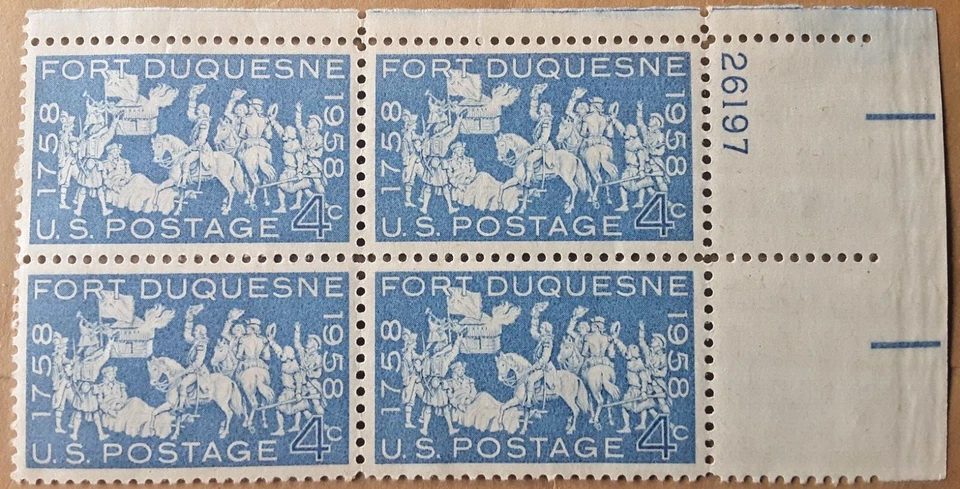 FORT DUQUESNE
1758
1958
4c
U.S. POSTAGE
FORT DUQUESNE
1758
1958
4c
U.S. POSTAGE
26197
FORT DUQUESNE
1758
1958
4c
U.S. POSTAGE
FORT DUQUESNE
1758
1958
4c
U.S. POSTAGE